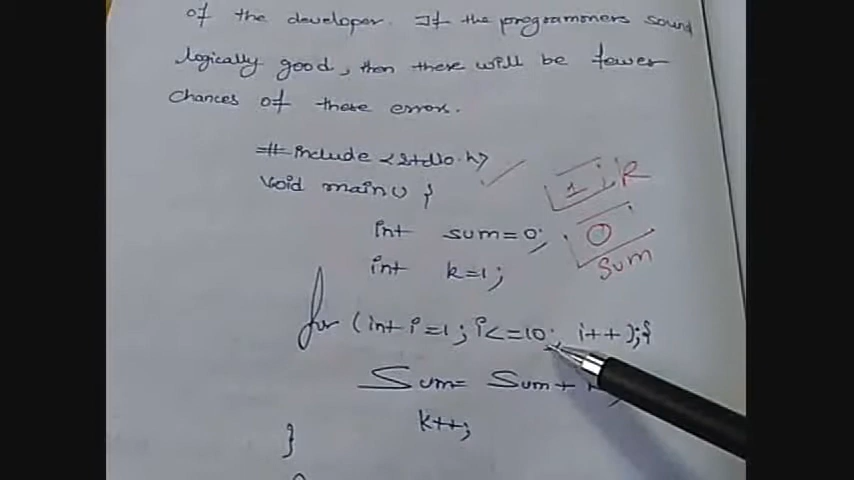 of the developer. If the programmers sound
logically good, then there will be fewer
chances of these error.
# include <stdio.h>
void main() {
1 k
int sum=0;
0
sum
int k=1;
for (int i=1; i<=10; i++);{
Sum= Sum+
k++;
}